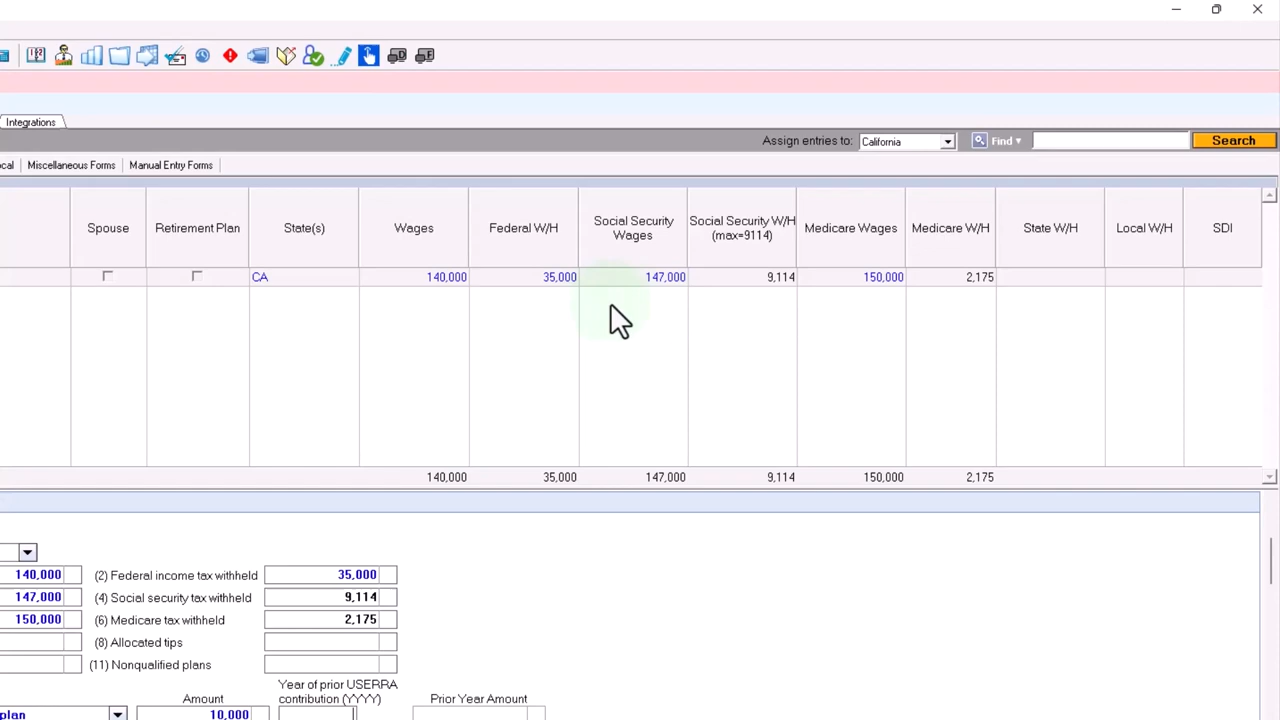 Integrations
Assign entries to: California Find Search
cal Miscellaneous Forms Manual Entry Forms
Spouse Retirement Plan State(s) Wages Federal W/H Social Security Wages Social Security W/H (max=9114) Medicare Wages Medicare W/H State W/H Local W/H SDI
CA 140,000 35,000 147,000 9,114 150,000 2,175
140,000 35,000 147,000 9,114 150,000 2,175
140,000 (2) Federal income tax withheld 35,000
147,000 (4) Social security tax withheld 9,114
150,000 (6) Medicare tax withheld 2,175
(8) Allocated tips
(11) Nonqualified plans
Year of prior USERRA
Amount contribution (YYYY) Prior Year Amount
plan 10,000